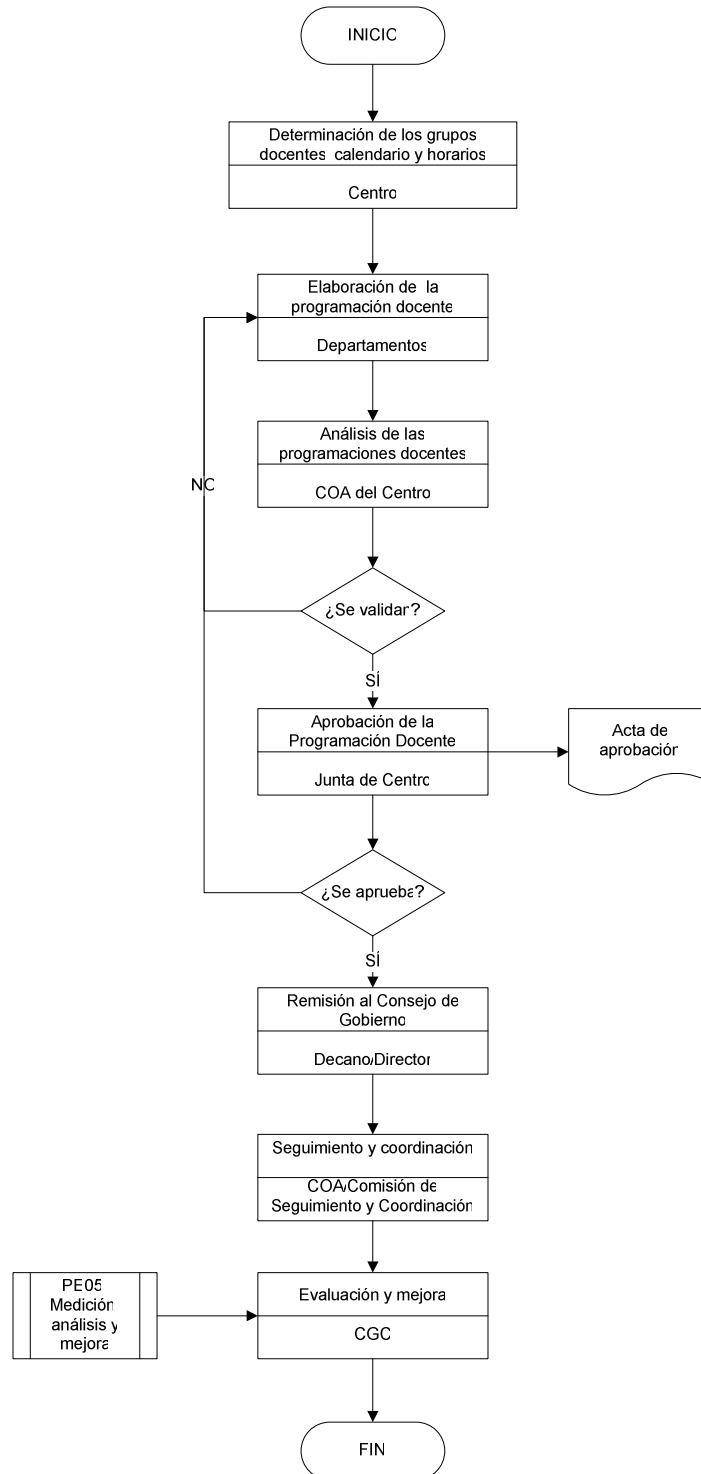 INICIO
Determinación de los grupos
docentes calendario y horarios
Centro
Elaboración de la
programación docente
Departamentos
Análisis de las
programaciones docentes
COA del Centro
NO
¿Se validan?
SÍ
Aprobación de la
Programación Docente
Junta de Centro
Acta de
aprobación
¿Se aprueba?
SÍ
Remisión al Consejo de
Gobierno
Decano/Director
Seguimiento y coordinación
COA/Comisión de
Seguimiento y Coordinación
PE05
Medición
análisis y
mejora
Evaluación y mejora
CGC
FIN